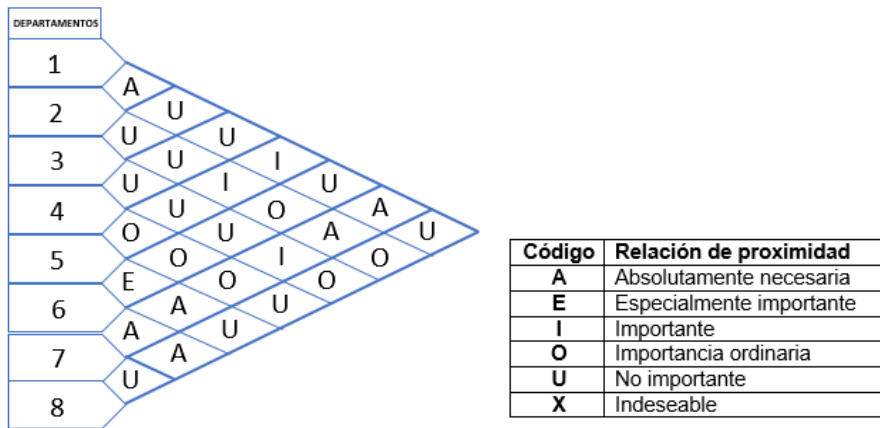 DEPARTAMENTOS
1
A
2 U
U U
3 U I
U I U
4 U O A
O U A U
5 O I O
E O O
6 A U
A U
7 A
U
8
Código Relación de proximidad
A Absolutamente necesaria
E Especialmente importante
I Importante
O Importancia ordinaria
U No importante
X Indeseable